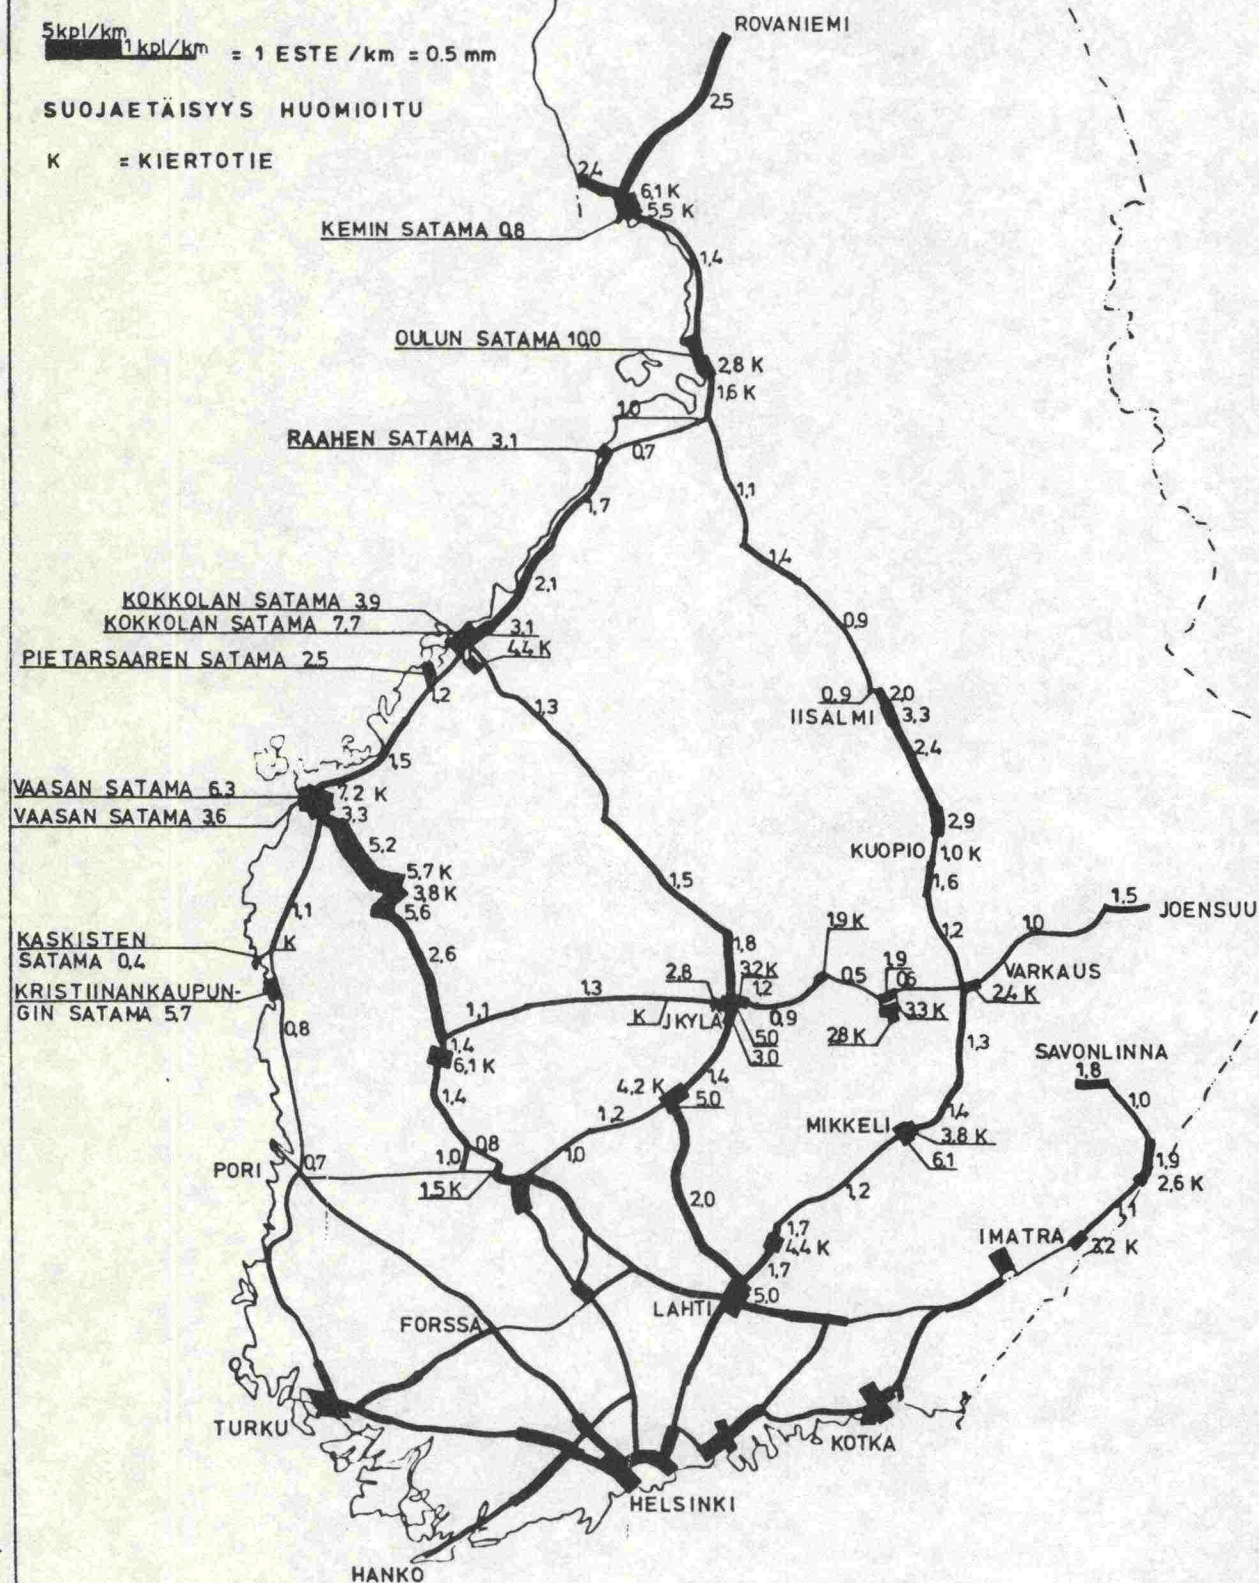 5kpl/km
1kpl/km = 1 ESTE /km = 0.5 mm
SUOJAETÄISYYS HUOMIOITU
K = KIERTOTIE
ROVANIEMI
2,5
2,4
6,1 K
5,5 K
KEMIN SATAMA 0,8
1,4
OULUN SATAMA 10,0
2,8 K
1,6 K
1,0
RAAHEN SATAMA 3,1
0,7
1,1
1,7
1,4
2,1
KOKKOLAN SATAMA 3,9
KOKKOLAN SATAMA 7,7
3,1
4,4 K
0,9
PIETARSAAREN SATAMA 2,5
1,2
0,9
2,0
IISALMI
3,3
1,3
2,4
1,5
VAASAN SATAMA 6,3
7,2 K
VAASAN SATAMA 3,6
3,3
2,9
5,2
KUOPIO
1,0 K
5,7 K
3,8 K
1,6
1,5
5,6
1,1
1,5
JOENSUU
1,0
1,9 K
KASKISTEN
SATAMA 0,4
K
2,6
1,8
1,2
KRISTIINANKAUPUN-
GIN SATAMA 5,7
2,8
3,2 K
1,2
0,5
1,9
0,6
VARKAUS
2,4 K
1,1
1,3
K
JKYLÄ
0,9
3,3 K
2,8 K
0,8
5,0
3,0
1,3
1,4
6,1 K
1,4
SAVONLINNA
1,8
1,4
4,2 K
5,0
1,0
1,2
1,4
MIKKELI
3,8 K
6,1
0,8
1,0
1,0
PORI
0,7
1,5 K
1,9
2,6 K
2,0
1,2
1,1
1,7
4,4 K
IMATRA
2,2 K
1,7
LAHTI
5,0
FORSSA
TURKU
KOTKA
HELSINKI
HANKO